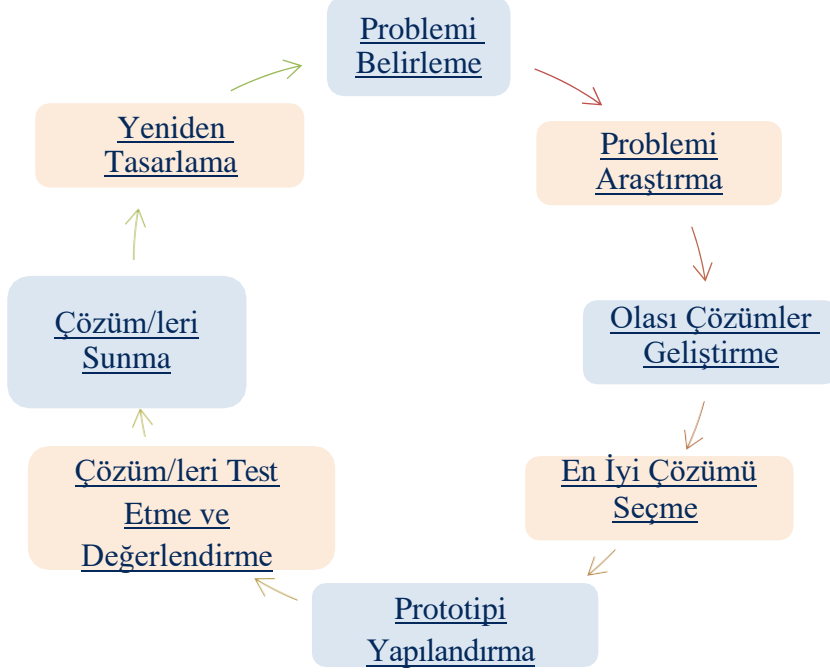 Problemi
Belirleme
Problemi
Araştırma
Olası Çözümler
Geliştirme
En İyi Çözümü
Seçme
Prototipi
Yapılandırma
Çözüm/leri Test
Etme ve
Değerlendirme
Çözüm/leri
Sunma
Yeniden
Tasarlama